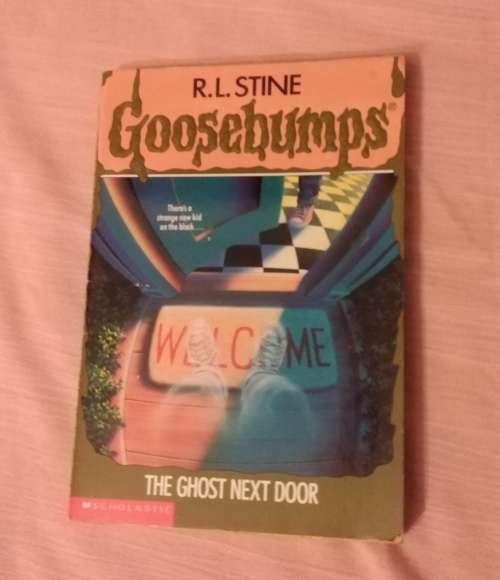 R.L. STINE
Goosebumps®
There's a
strange new kid
on the block....
WELCOME
THE GHOST NEXT DOOR
SCHOLASTIC